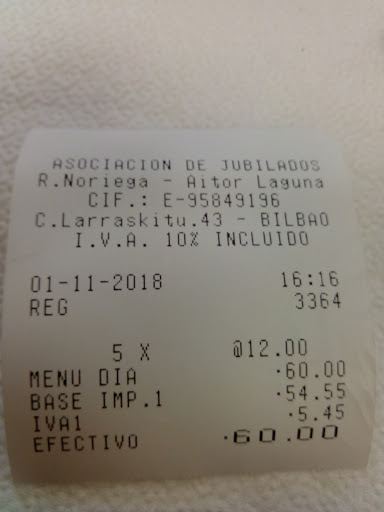 ASOCIACION DE JUBILADOS
R.Noriega - Aitor Laguna
CIF.: E-95849196
C.Larraskitu.43 - BILBAO
I.V.A. 10% INCLUIDO
01-11-2018 16:16
REG 3364
5 X @12.00
MENU DIA ·60.00
BASE IMP.1 ·54.55
IVA1 ·5.45
EFECTIVO ·60.00